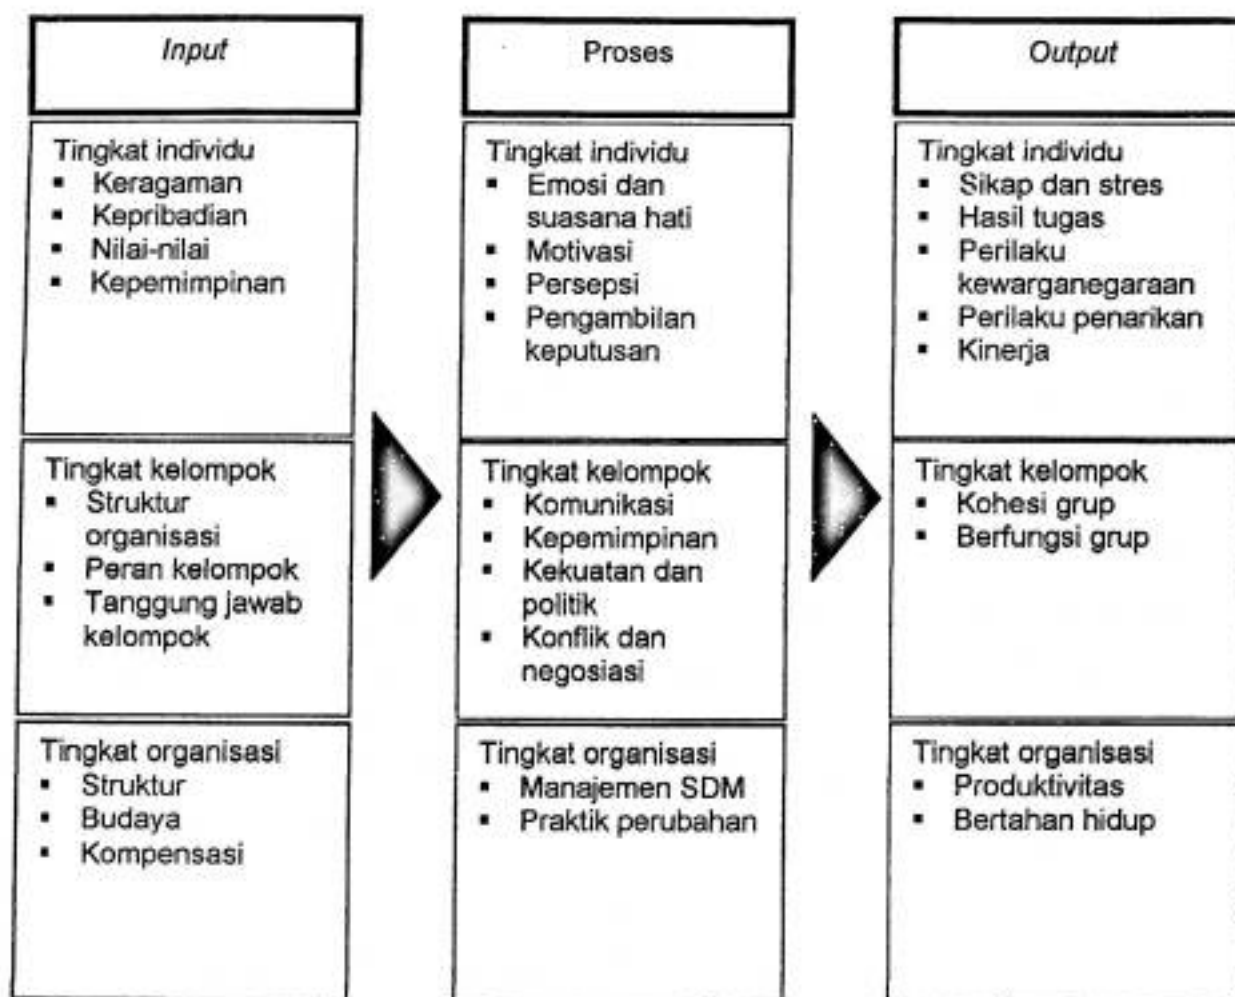 Input
Tingkat individu
▪ Keragaman
▪ Kepribadian
▪ Nilai-nilai
▪ Kepemimpinan
Tingkat kelompok
▪ Struktur
organisasi
▪ Peran kelompok
▪ Tanggung jawab
kelompok
Tingkat organisasi
▪ Struktur
▪ Budaya
▪ Kompensasi
Proses
Tingkat individu
▪ Emosi dan
suasana hati
▪ Motivasi
▪ Persepsi
▪ Pengambilan
keputusan
Tingkat kelompok
▪ Komunikasi
▪ Kepemimpinan
▪ Kekuatan dan
politik
▪ Konflik dan
negosiasi
Tingkat organisasi
▪ Manajemen SDM
▪ Praktik perubahan
Output
Tingkat individu
▪ Sikap dan stres
▪ Hasil tugas
▪ Perilaku
kewarganegaraan
▪ Perilaku penarikan
▪ Kinerja
Tingkat kelompok
▪ Kohesi grup
▪ Berfungsi grup
Tingkat organisasi
▪ Produktivitas
▪ Bertahan hidup